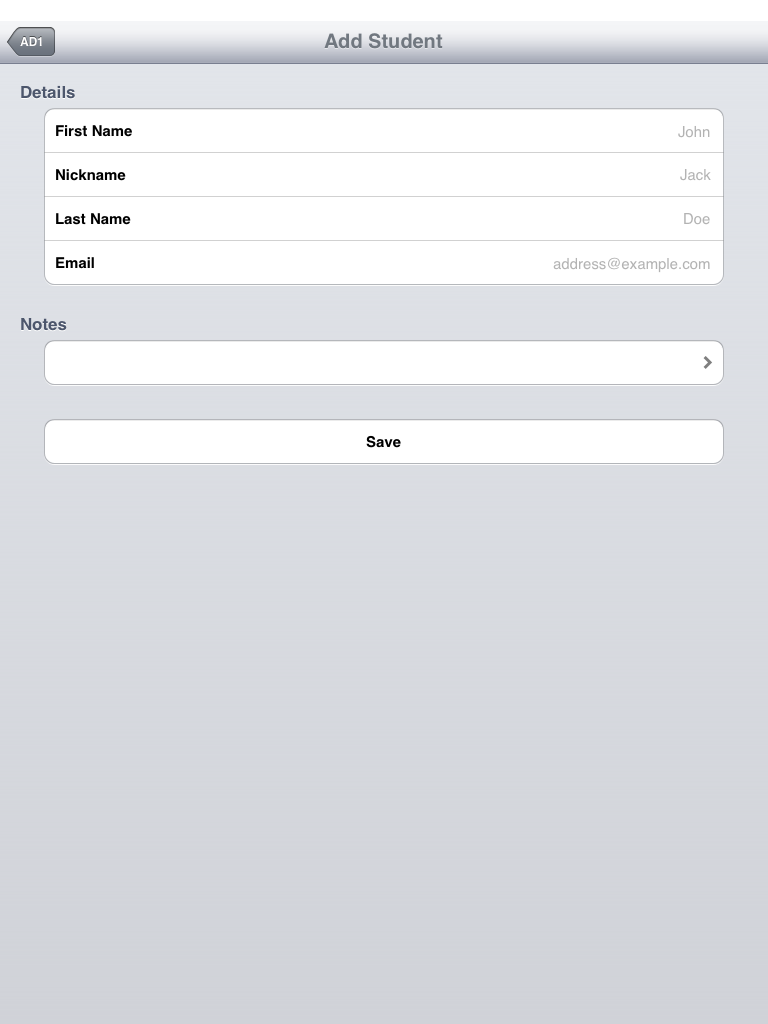 AD1
Add Student
Details
First Name John
Nickname Jack
Last Name Doe
Email address@example.com
Notes
Save